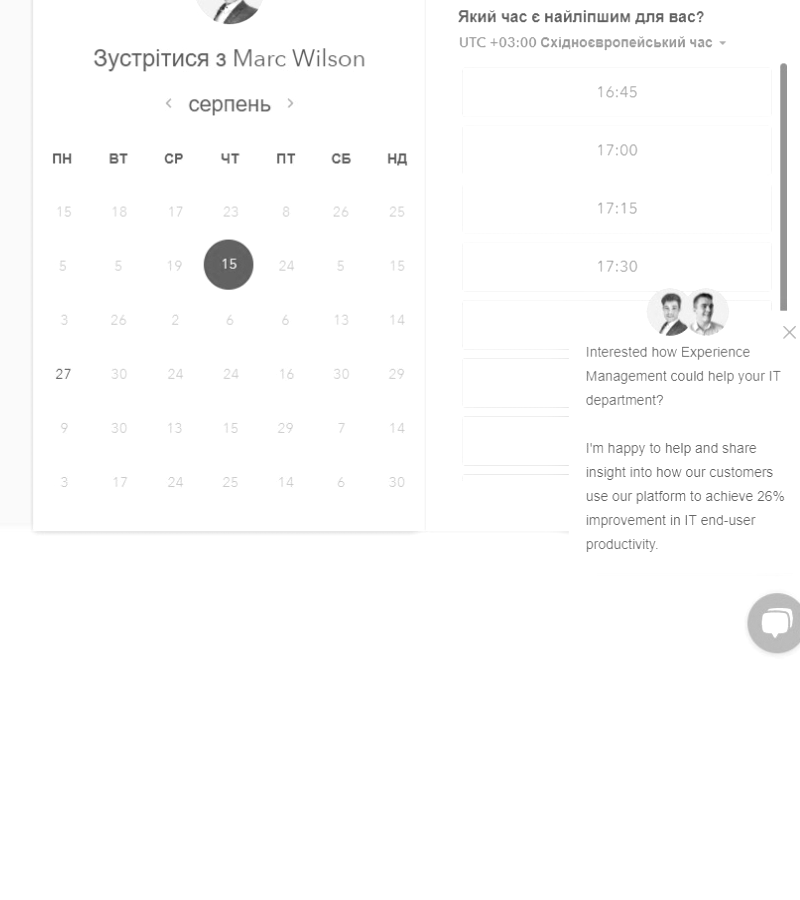 Зустрітися з Marc Wilson
серпень
ПН ВТ СР ЧТ ПТ СБ НД
15 18 17 23 8 26 25
5 5 19 15 24 5 15
3 26 2 6 6 13 14
27 30 24 24 16 30 29
9 30 13 15 29 7 14
3 17 24 25 14 6 30
Який час є найліпшим для вас?
UTC +03:00 Східноєвропейський час
16:45
17:00
17:15
17:30
Interested how Experience
Management could help your IT
department?
I'm happy to help and share
insight into how our customers
use our platform to achieve 26%
improvement in IT end-user
productivity.